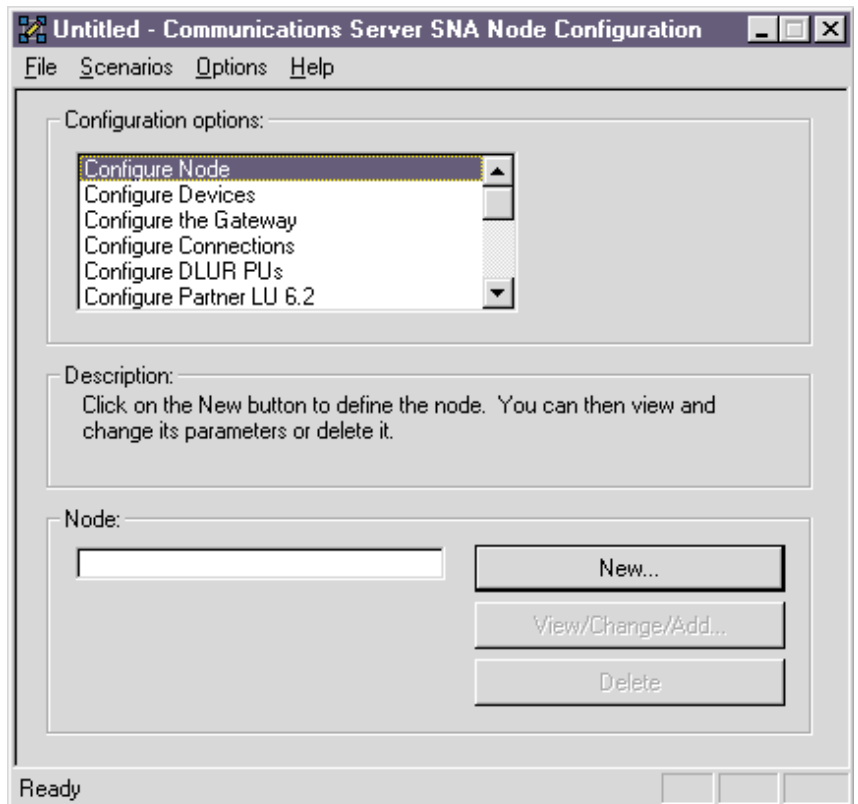 Untitled - Communications Server SNA Node Configuration
File Scenarios Options Help
Configuration options:
Configure Node
Configure Devices
Configure the Gateway
Configure Connections
Configure DLUR PUs
Configure Partner LU 6.2
Description:
Click on the New button to define the node. You can then view and
change its parameters or delete it.
Node:
New...
View/Change/Add...
Delete
Ready